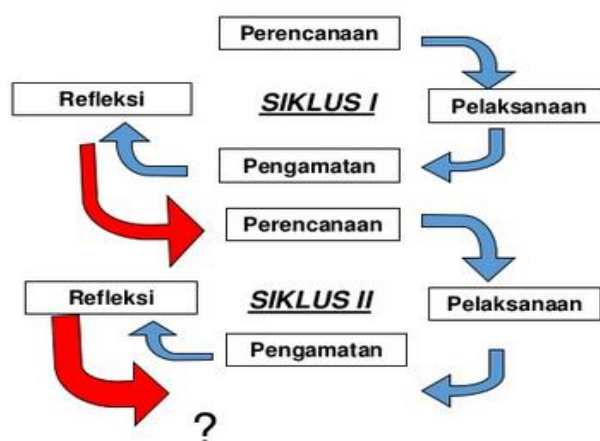 Perencanaan
Refleksi
SIKLUS I
Pelaksanaan
Pengamatan
Perencanaan
Refleksi
SIKLUS II
Pelaksanaan
Pengamatan
?